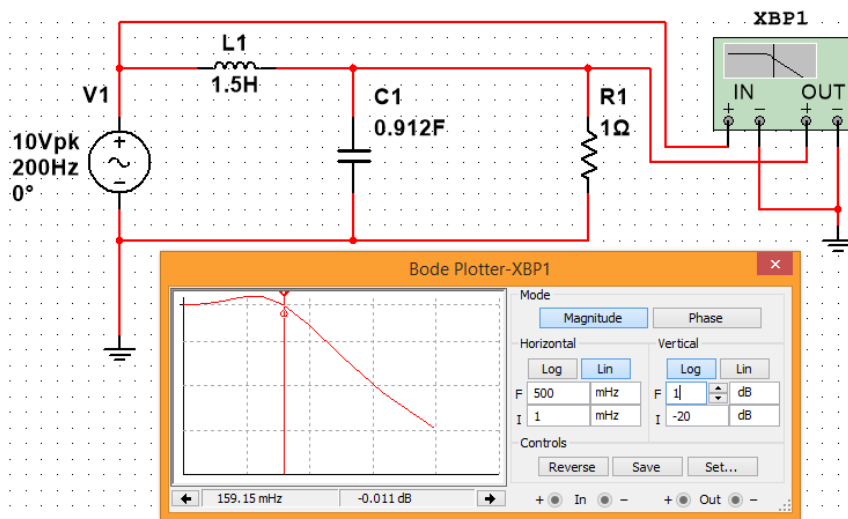 XBP1
IN OUT
+ − + −
L1
1.5H
V1
10Vpk
200Hz
0°
+
~
−
C1
0.912F
R1
1Ω
Bode Plotter-XBP1
×
Mode
Magnitude Phase
Horizontal Vertical
Log Lin Log Lin
F 500 mHz F 1 dB
I 1 mHz I -20 dB
Controls
Reverse Save Set...
159.15 mHz -0.011 dB
+ In − + Out −